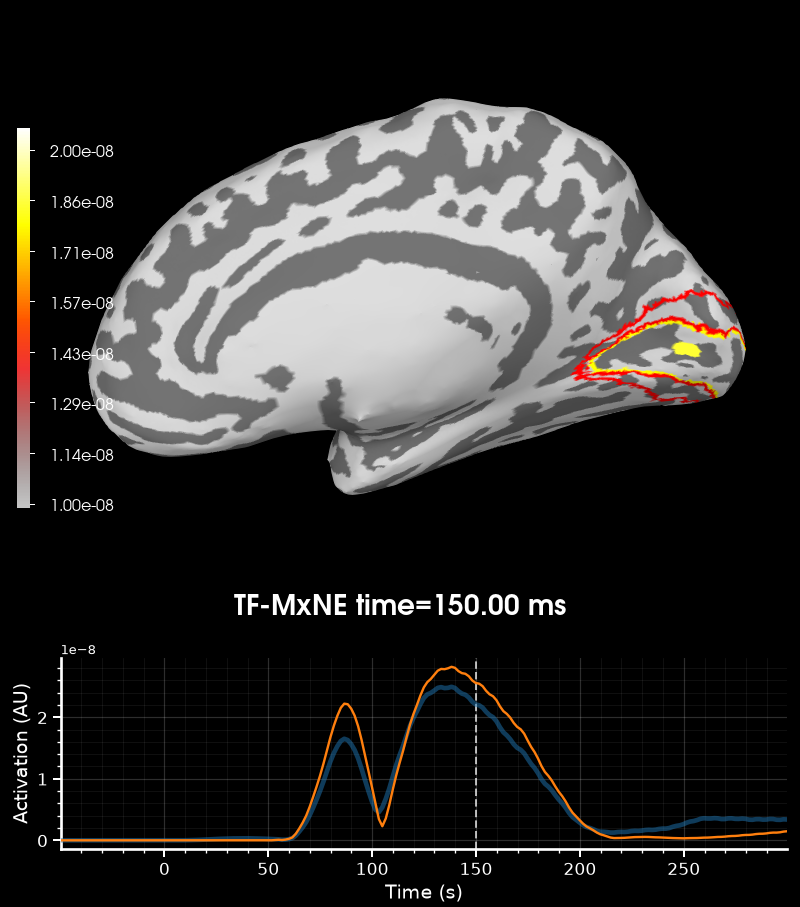 2.00e-08
1.86e-08
1.71e-08
1.57e-08
1.43e-08
1.29e-08
1.14e-08
1.00e-08
TF-MxNE time=150.00 ms
1e−8
Activation (AU)
2
1
0
0 50 100 150 200 250
Time (s)